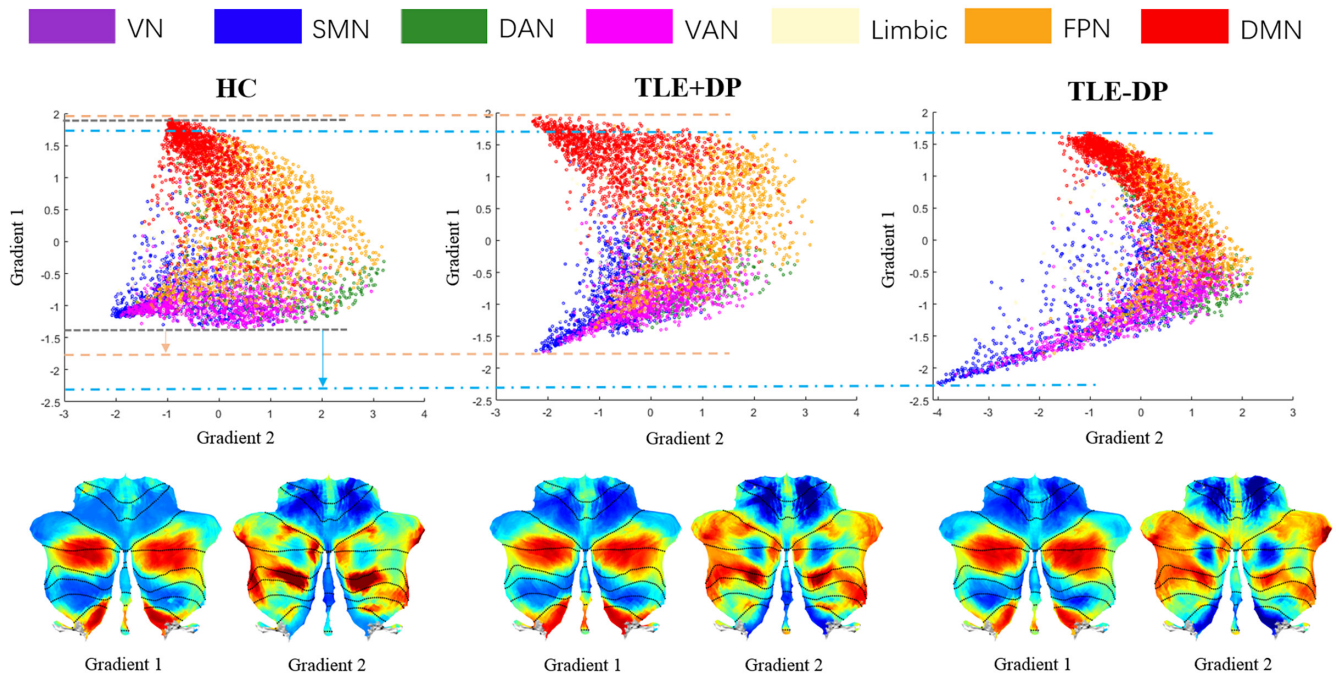 VN SMN DAN VAN Limbic FPN DMN
HC TLE+DP TLE-DP
2
1.5
1
0.5
0
-0.5
-1
-1.5
-2
-2.5
Gradient 1
-3 -2 -1 0 1 2 3 4
Gradient 2
2
1.5
1
0.5
0
-0.5
-1
-1.5
-2
-2.5
Gradient 1
-3 -2 -1 0 1 2 3 4
Gradient 2
2
1.5
1
0.5
0
-0.5
-1
-1.5
-2
-2.5
Gradient 1
-4 -3 -2 -1 0 1 2 3
Gradient 2
Gradient 1 Gradient 2 Gradient 1 Gradient 2 Gradient 1 Gradient 2